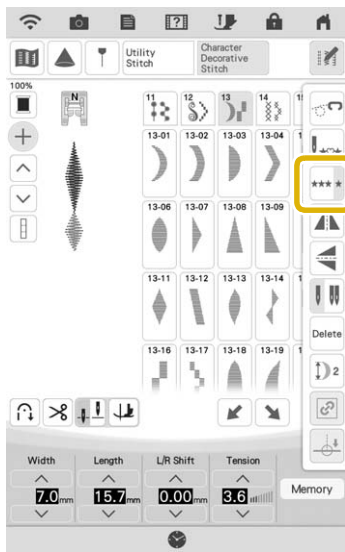 Utility
Stitch
Character
Decorative
Stitch
100%
N
11
12
13
14
13-01
13-02
13-03
13-04
13-06
13-07
13-08
13-09
13-11
13-12
13-13
13-14
13-16
13-17
13-18
13-19
Delete
2
Width
Length
L/R Shift
Tension
7.0mm
15.7mm
0.00mm
3.6
Memory